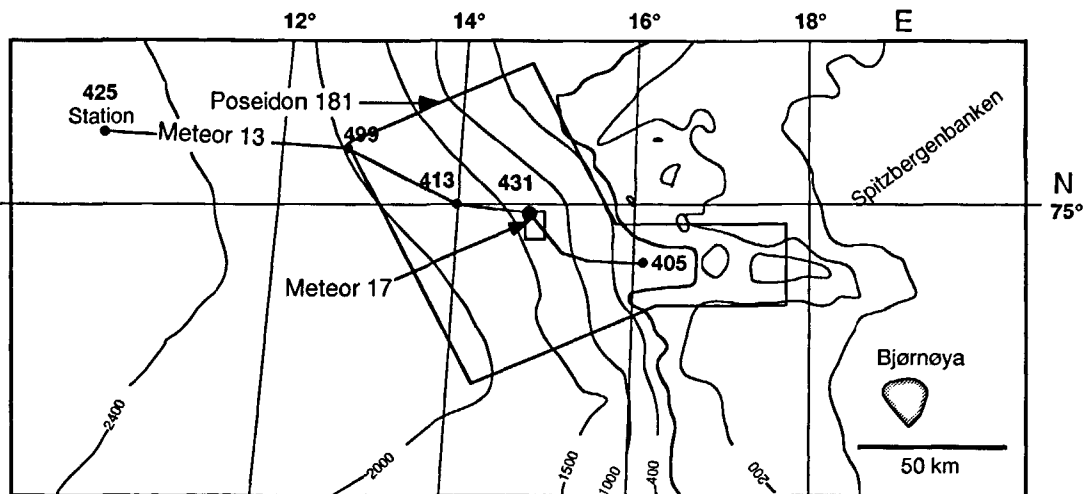 12° 14° 16° 18° E
425
Station
Poseidon 181
Meteor 13
499
413
431
Spitzbergenbanken
N
75°
405
Meteor 17
Bjørnøya
50 km
2400
2000
1500
1000
400
200